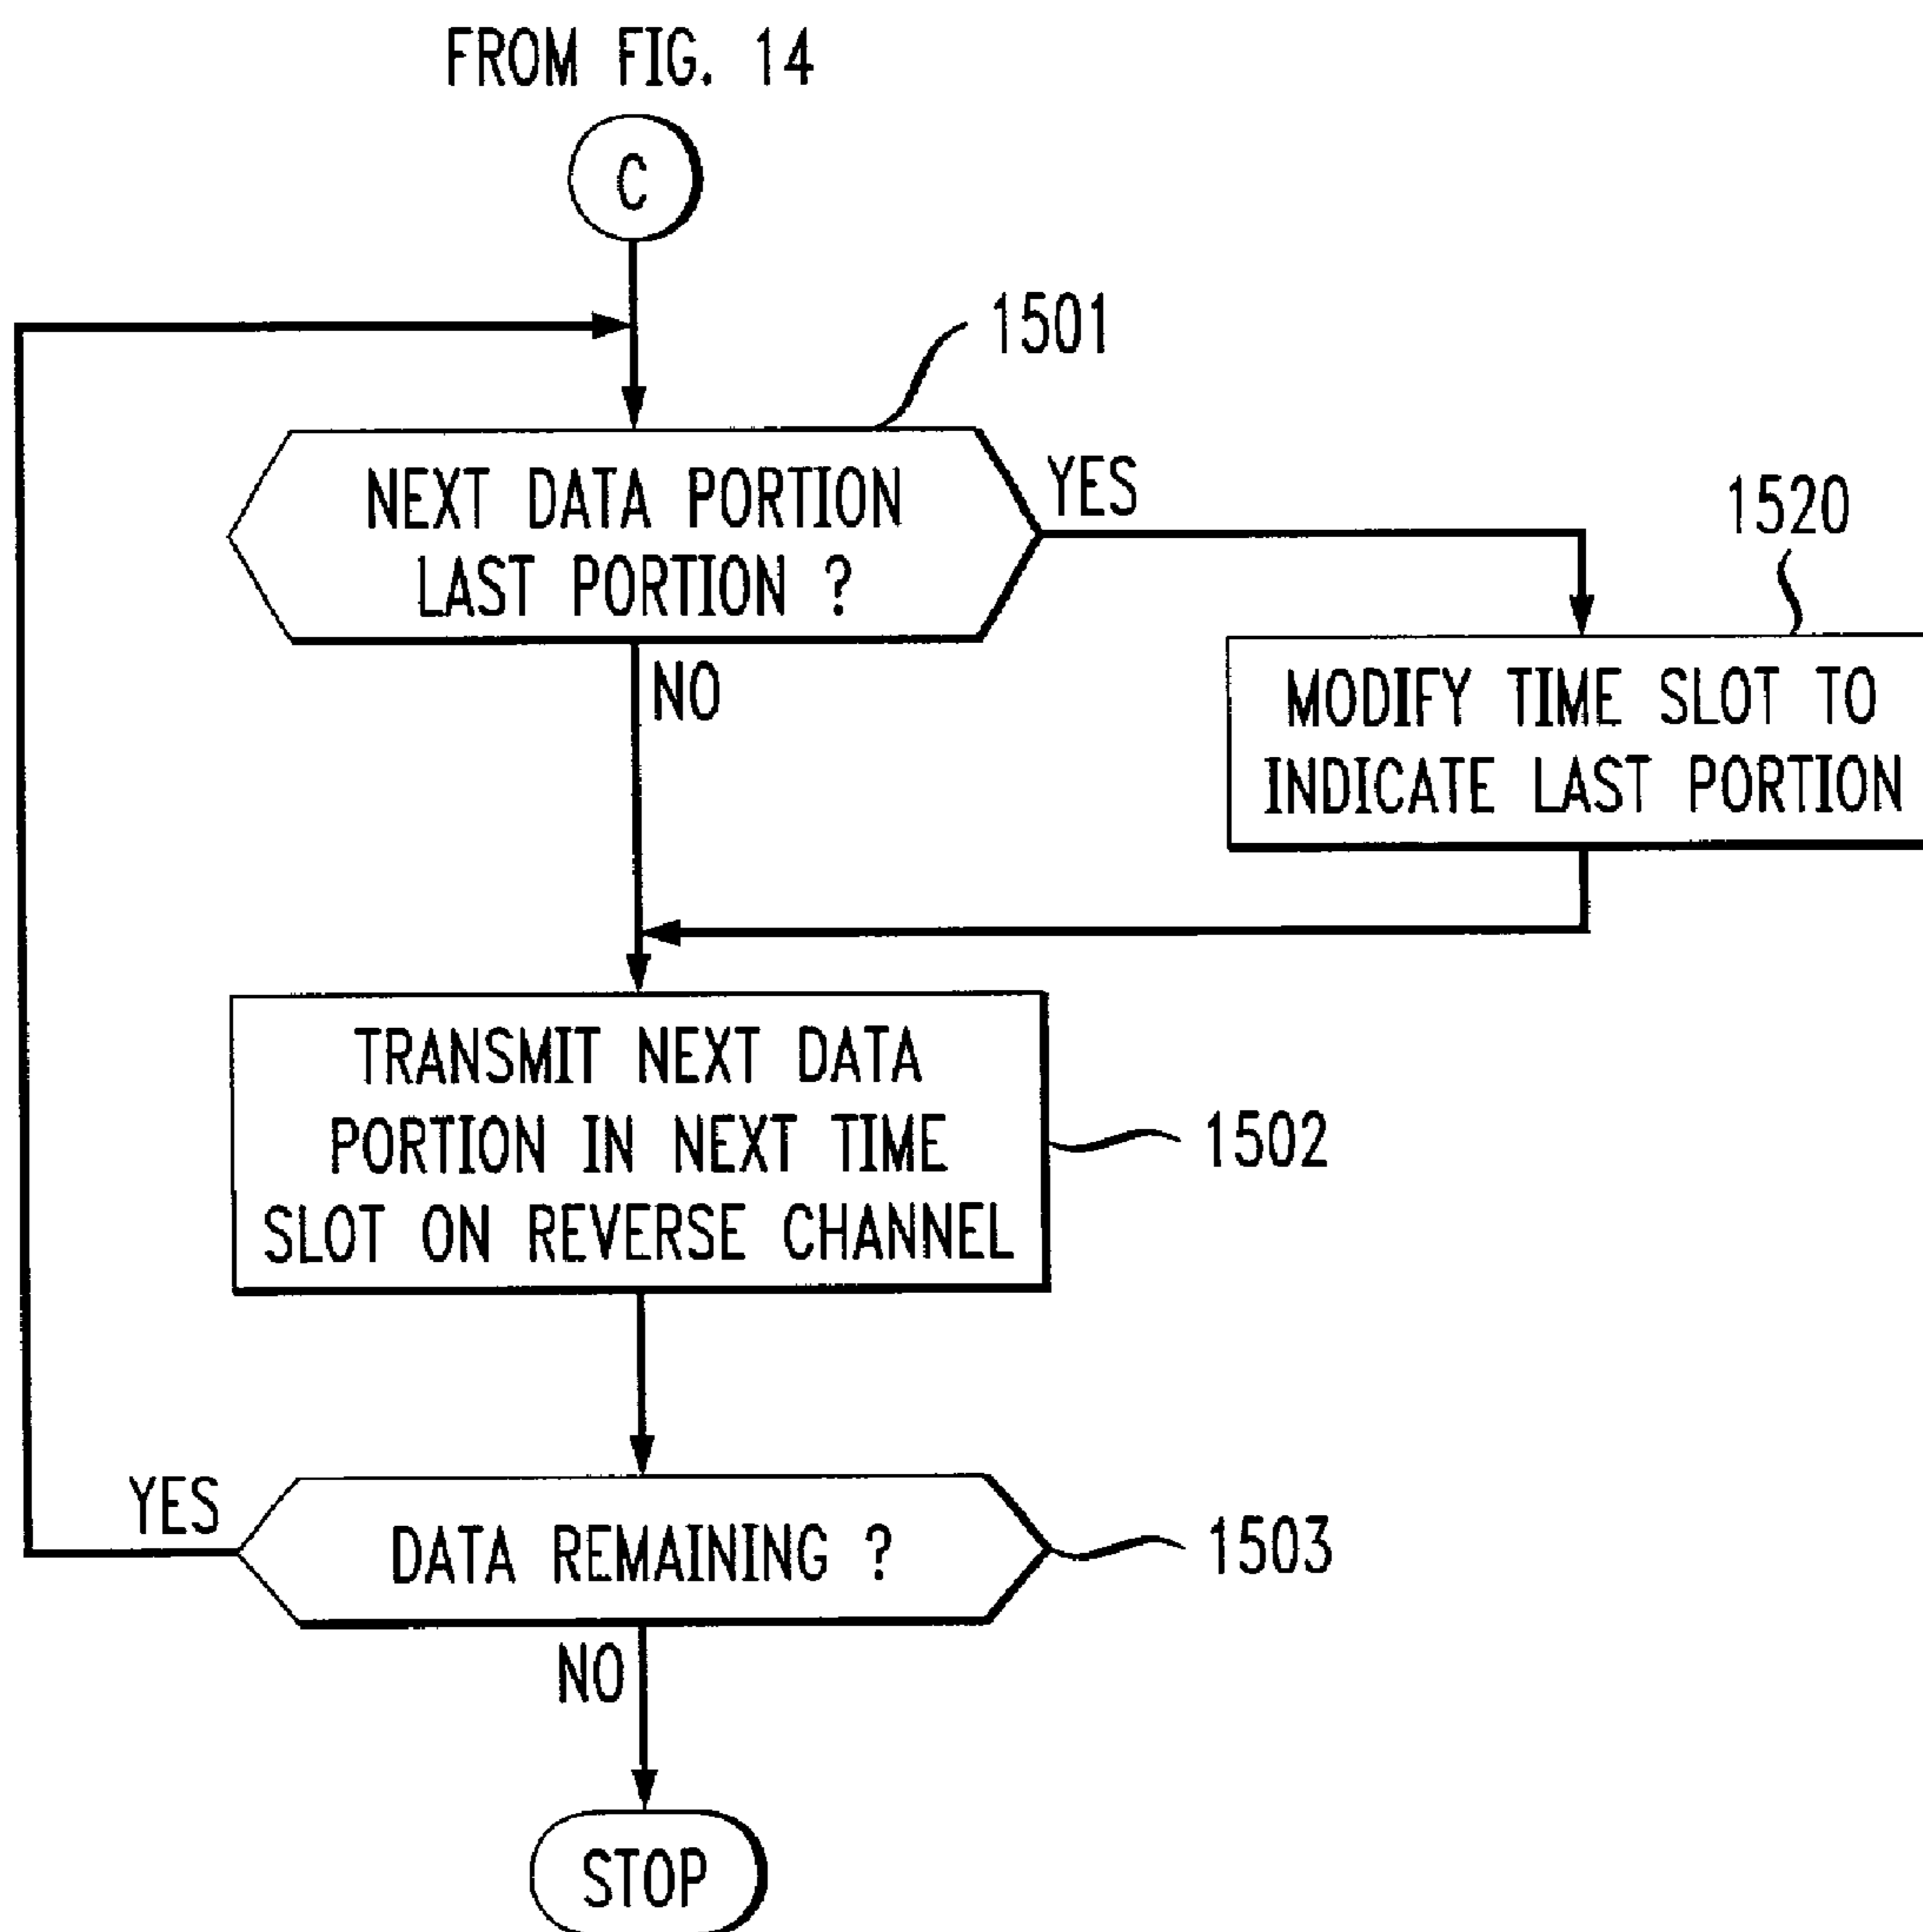 FROM FIG. 14
C
1501
NEXT DATA PORTION
LAST PORTION ?
YES
NO
1520
MODIFY TIME SLOT TO
INDICATE LAST PORTION
TRANSMIT NEXT DATA
PORTION IN NEXT TIME
SLOT ON REVERSE CHANNEL
1502
YES
DATA REMAINING ?
1503
NO
STOP